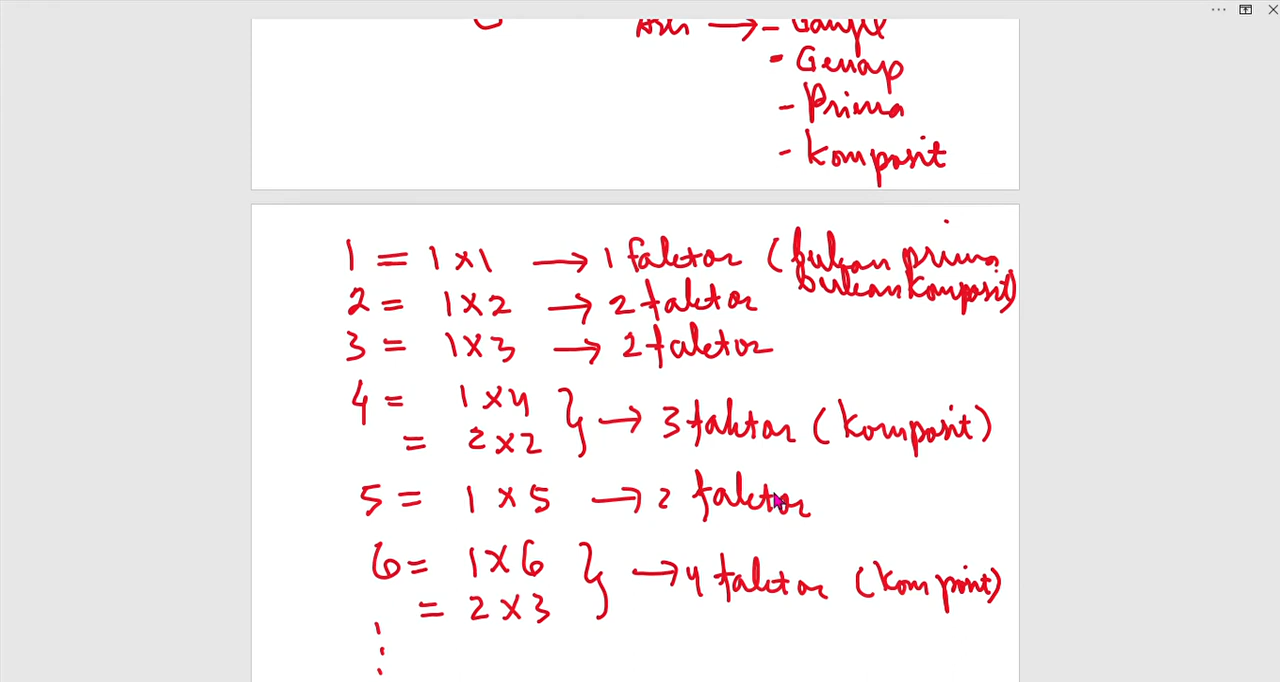 Asli → - Ganjil
- Genap
- Prima
- Komposit
1 = 1 x 1 → 1 faktor (bukan prima
bukan komposit)
2 = 1 x 2 → 2 faktor
3 = 1 x 3 → 2 faktor
4 = 1 x 4
= 2 x 2 } → 3 faktor (komposit)
5 = 1 x 5 → 2 faktor
6 = 1 x 6
= 2 x 3 } → 4 faktor (komposit)